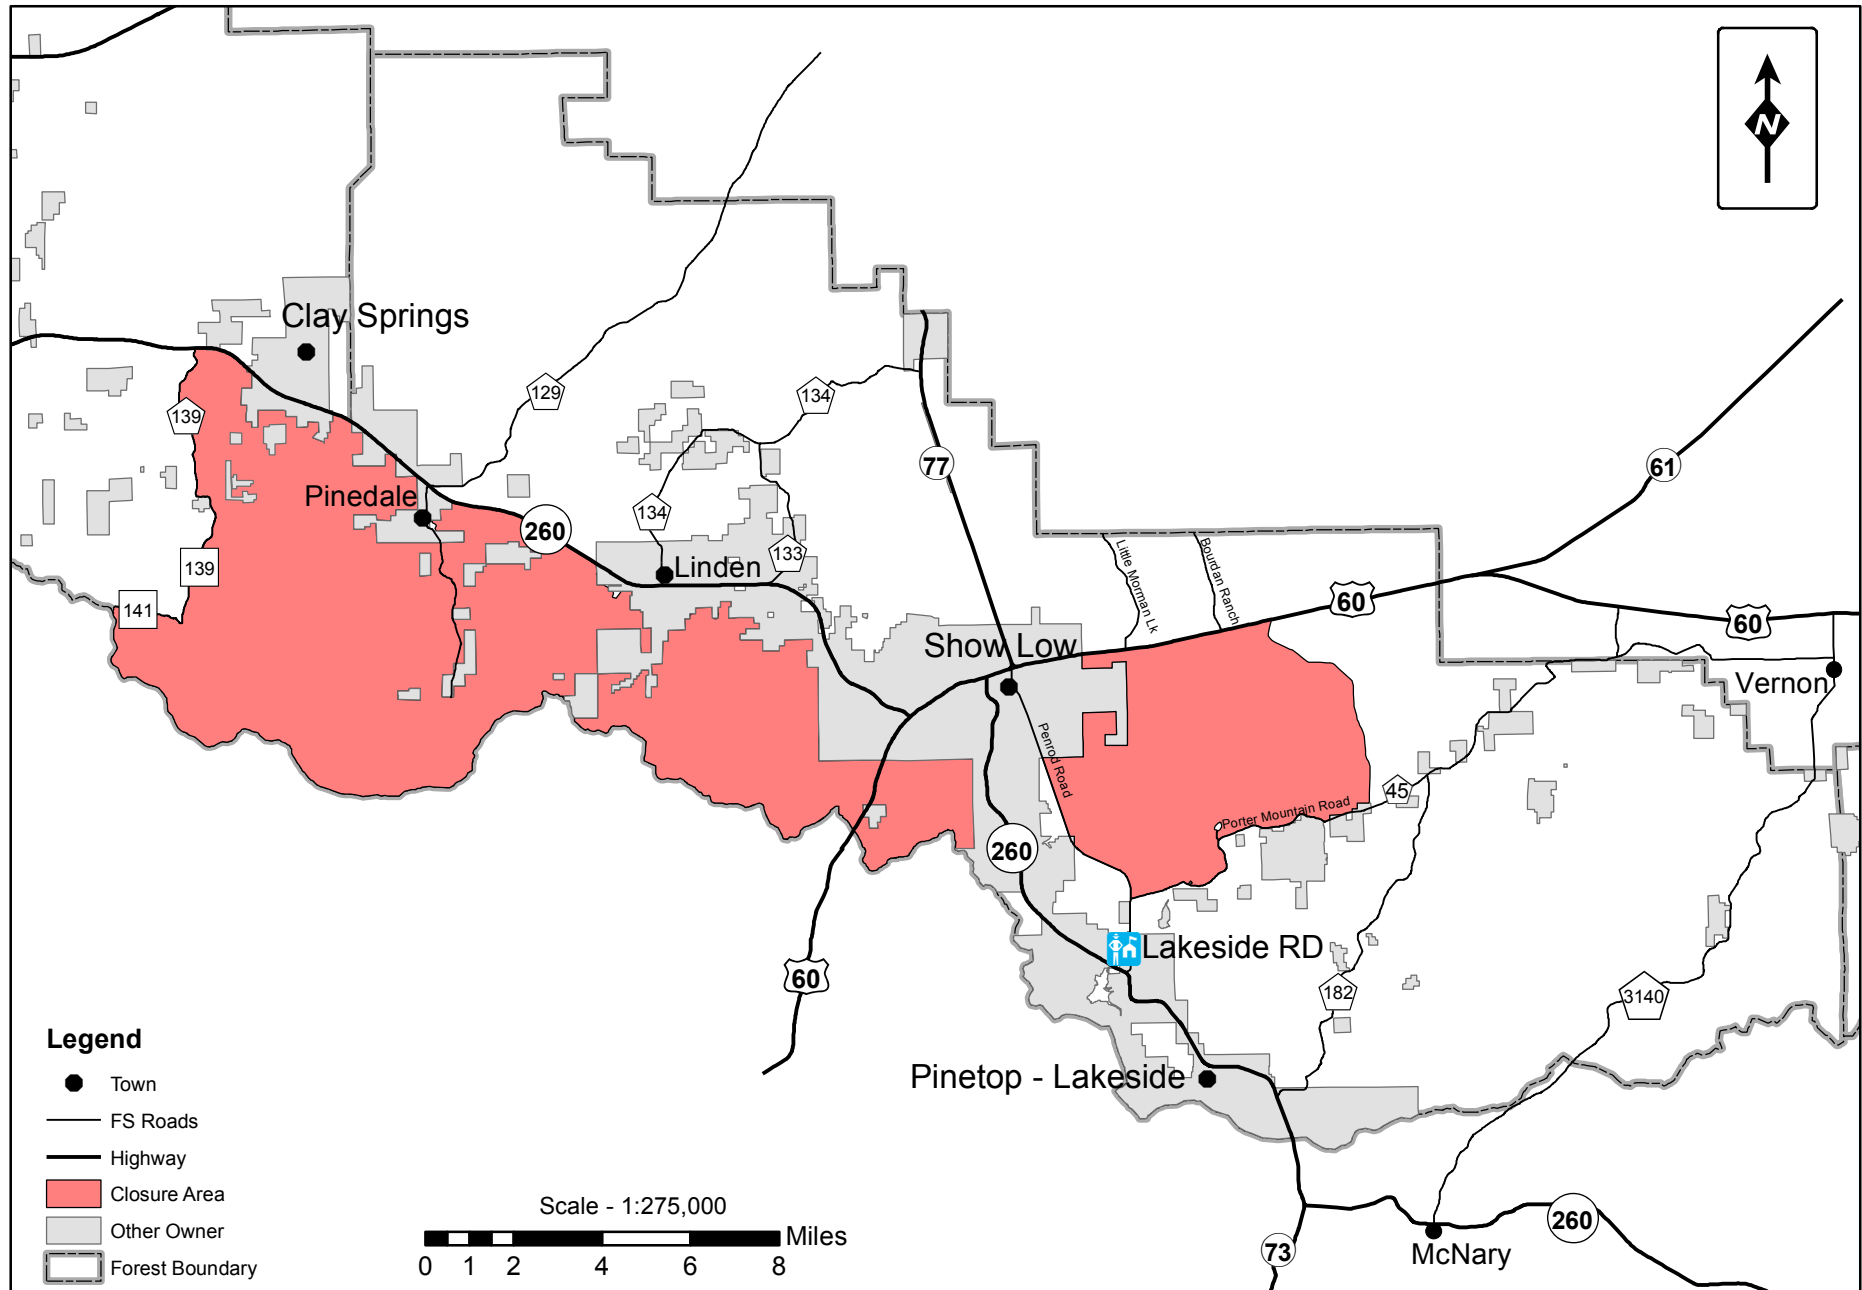 N
Clay Springs
129
134
139
77
61
Pinedale
134
260
133
139
Linden
Little Morman Lk
Bourdan Ranch
60
141
60
Show Low
Vernon
Penrod Road
45
Porter Mountain Road
260
Lakeside RD
60
182
3140
Pinetop - Lakeside
260
73
McNary
Legend
Town
FS Roads
Highway
Closure Area
Other Owner
Forest Boundary
Scale - 1:275,000
Miles
0 1 2 4 6 8